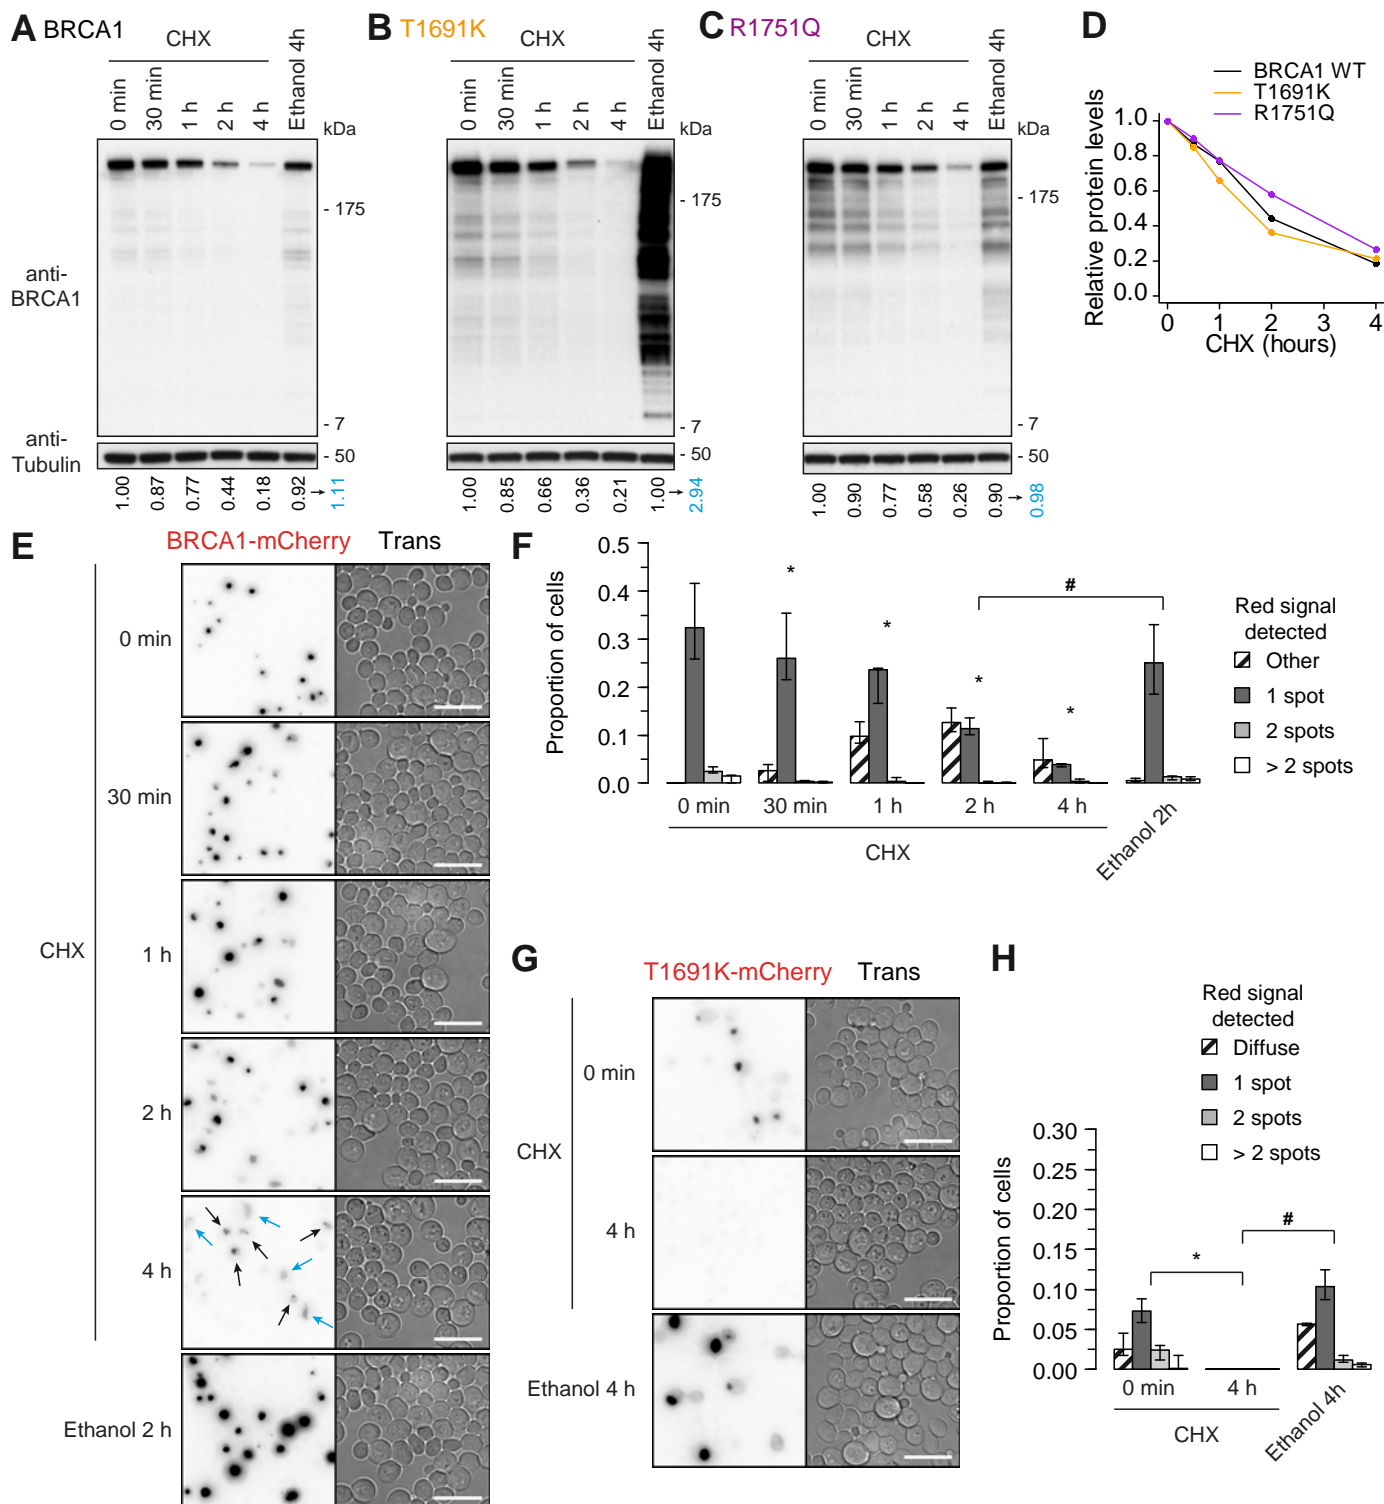 A BRCA1
CHX
0 min
30 min
1 h
2 h
4 h
Ethanol 4h
kDa
- 175
- 7
- 50
anti-
BRCA1
anti-
Tubulin
1.00
0.87
0.77
0.44
0.18
0.92
→ 1.11
B T1691K
CHX
0 min
30 min
1 h
2 h
4 h
Ethanol 4h
kDa
- 175
- 7
- 50
1.00
0.85
0.66
0.36
0.21
1.00
→ 2.94
C R1751Q
CHX
0 min
30 min
1 h
2 h
4 h
Ethanol 4h
kDa
- 175
- 7
- 50
1.00
0.90
0.77
0.58
0.26
0.90
→ 0.98
D
BRCA1 WT
T1691K
R1751Q
Relative protein levels
1.0
0.8
0.6
0.4
0.2
0.0
0 1 2 3 4
CHX (hours)
E
BRCA1-mCherry Trans
CHX
0 min
30 min
1 h
2 h
4 h
Ethanol 2 h
F
Proportion of cells
0.5
0.4
0.3
0.2
0.1
0.0
* * * * #
0 min 30 min 1 h 2 h 4 h
CHX
Ethanol 2h
Red signal
detected
Other
1 spot
2 spots
> 2 spots
G
T1691K-mCherry Trans
CHX
0 min
4 h
Ethanol 4 h
H
Red signal
detected
Diffuse
1 spot
2 spots
> 2 spots
Proportion of cells
0.30
0.25
0.20
0.15
0.10
0.05
0.00
* #
0 min 4 h
CHX
Ethanol 4h